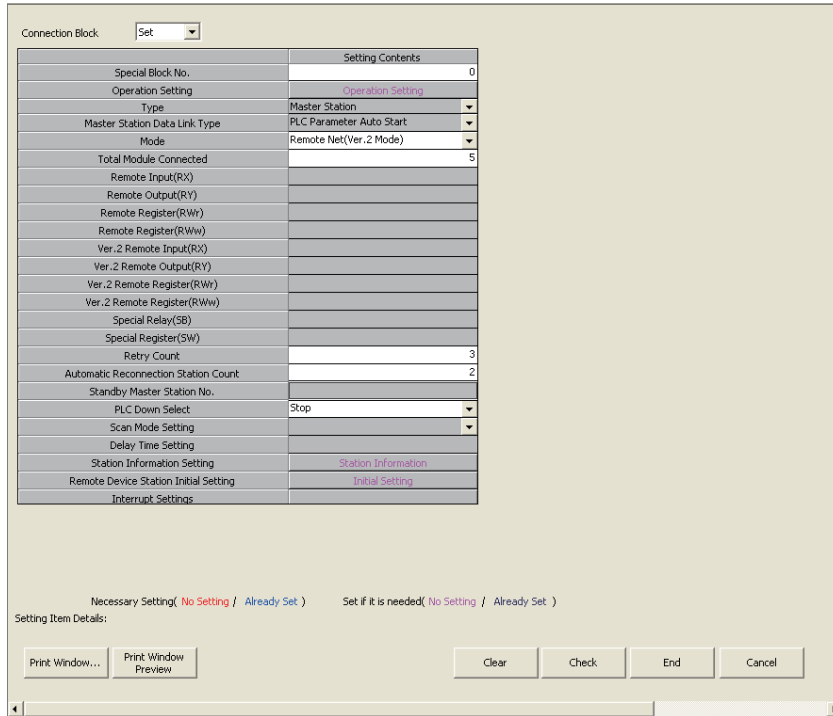 Connection Block Set
Setting Contents
Special Block No. 0
Operation Setting Operation Setting
Type Master Station
Master Station Data Link Type PLC Parameter Auto Start
Mode Remote Net(Ver.2 Mode)
Total Module Connected 5
Remote Input(RX)
Remote Output(RY)
Remote Register(RWr)
Remote Register(RWw)
Ver.2 Remote Input(RX)
Ver.2 Remote Output(RY)
Ver.2 Remote Register(RWr)
Ver.2 Remote Register(RWw)
Special Relay(SB)
Special Register(SW)
Retry Count 3
Automatic Reconnection Station Count 2
Standby Master Station No.
PLC Down Select Stop
Scan Mode Setting
Delay Time Setting
Station Information Setting Station Information
Remote Device Station Initial Setting Initial Setting
Interrupt Settings
Necessary Setting( No Setting / Already Set ) Set if it is needed( No Setting / Already Set )
Setting Item Details:
Print Window... Print Window Preview Clear Check End Cancel